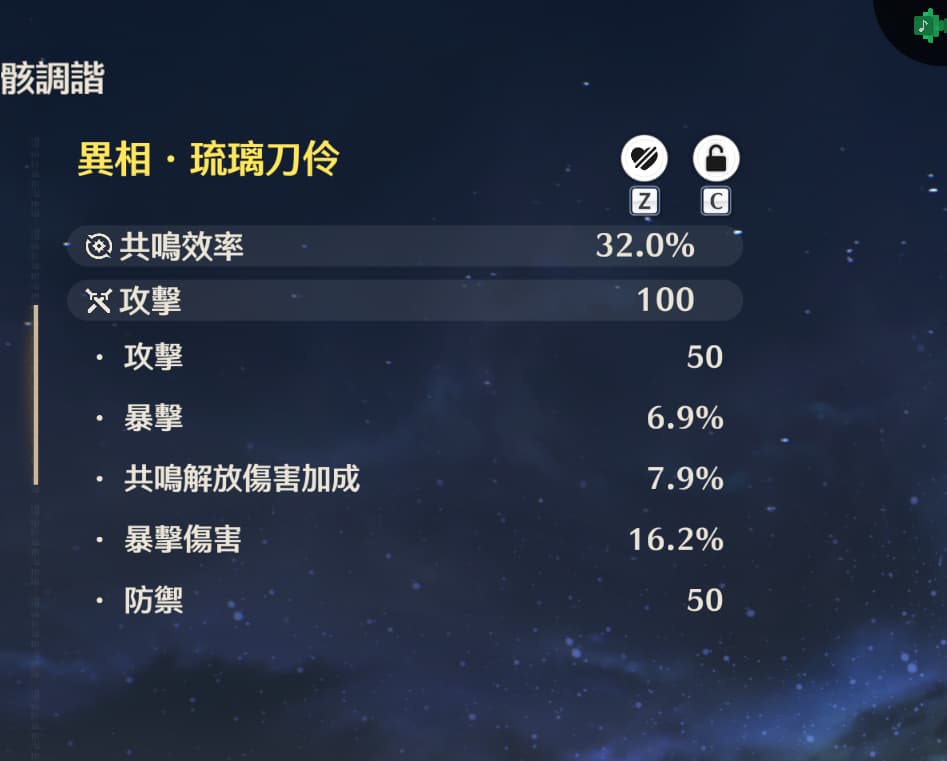 骸調諧
異相・琉璃刀伶
Z C
共鳴效率 32.0%
攻擊 100
・ 攻擊 50
・ 暴擊 6.9%
・ 共鳴解放傷害加成 7.9%
・ 暴擊傷害 16.2%
・ 防禦 50